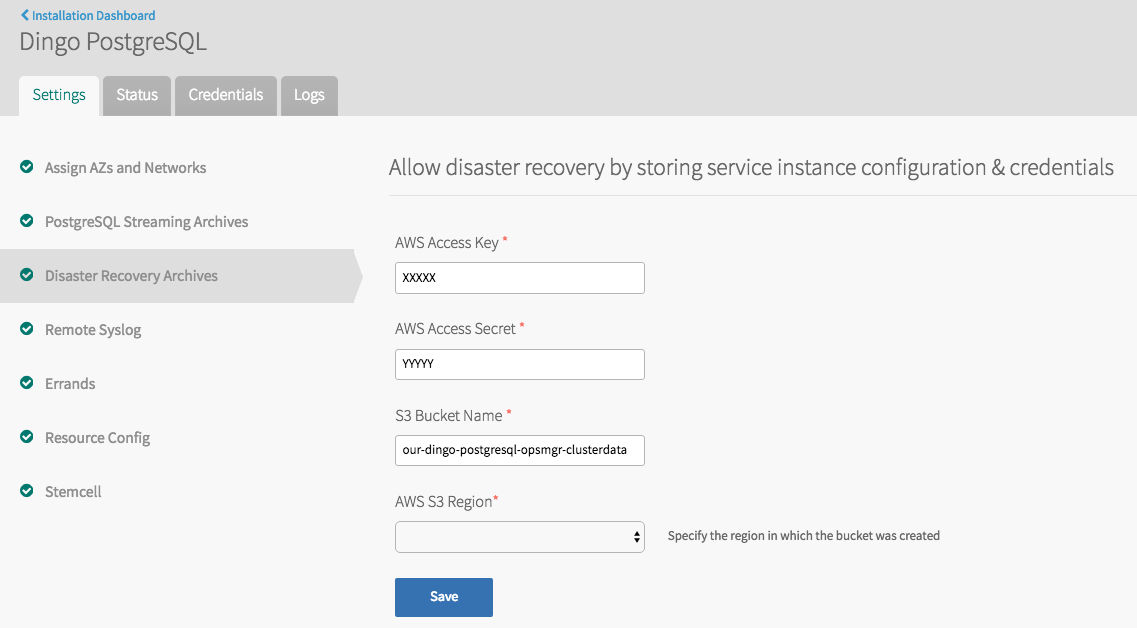 Installation Dashboard
Dingo PostgreSQL
Settings Status Credentials Logs
Assign AZs and Networks
PostgreSQL Streaming Archives
Disaster Recovery Archives
Remote Syslog
Errands
Resource Config
Stemcell
Allow disaster recovery by storing service instance configuration & credentials
AWS Access Key *
XXXXX
AWS Access Secret *
YYYYY
S3 Bucket Name *
our-dingo-postgresql-opsmgr-clusterdata
AWS S3 Region*
Specify the region in which the bucket was created
Save